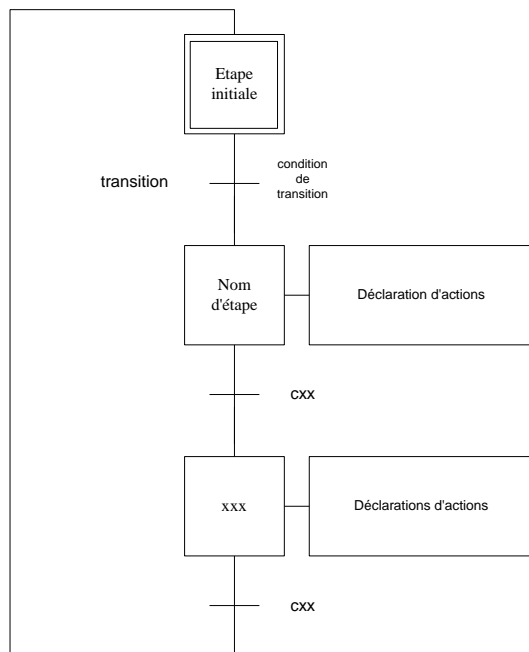 Etape
initiale
transition
condition
de
transition
Nom
d'étape
Déclaration d'actions
cxx
xxx
Déclarations d'actions
cxx